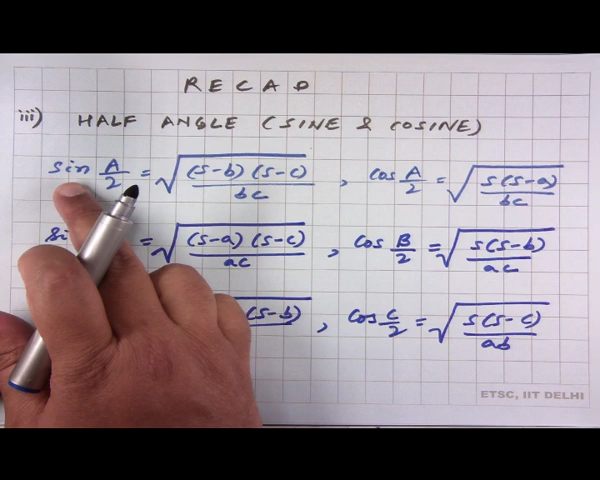 RECAP
iii) HALF ANGLE (SINE & COSINE)
sin A/2 = √((s-b)(s-c)/bc) , cos A/2 = √(s(s-a)/bc)
= √((s-a)(s-c)/ac) , cos B/2 = √(s(s-b)/ac)
(s-b) , cos C/2 = √(s(s-c)/ab)
ETSC, IIT DELHI